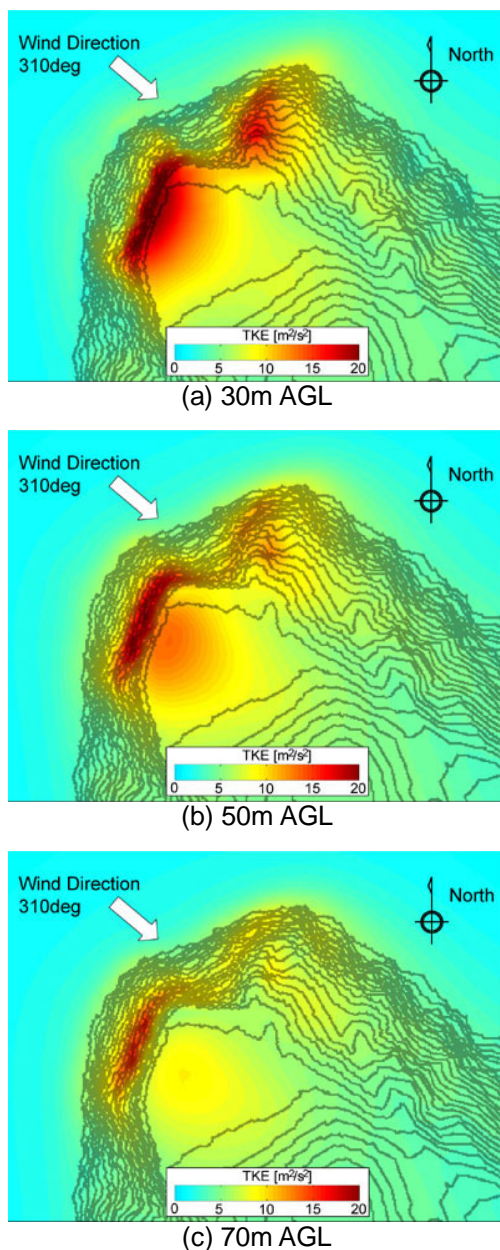 Wind Direction
310deg
North
TKE [m²/s²]
0 5 10 15 20
(a) 30m AGL
Wind Direction
310deg
North
TKE [m²/s²]
0 5 10 15 20
(b) 50m AGL
Wind Direction
310deg
North
TKE [m²/s²]
0 5 10 15 20
(c) 70m AGL